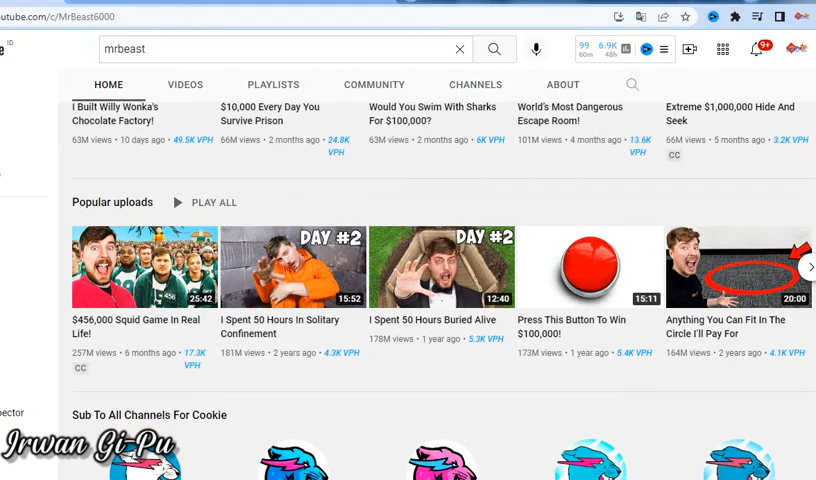 outube.com/c/MrBeast6000
ID
mrbeast
99 6.9K
60m 48h
9+
HOME VIDEOS PLAYLISTS COMMUNITY CHANNELS ABOUT
I Built Willy Wonka's Chocolate Factory!
63M views • 10 days ago • 49.5K VPH
$10,000 Every Day You Survive Prison
66M views • 2 months ago • 24.8K VPH
Would You Swim With Sharks For $100,000?
63M views • 2 months ago • 6K VPH
World's Most Dangerous Escape Room!
101M views • 4 months ago • 13.6K VPH
Extreme $1,000,000 Hide And Seek
66M views • 5 months ago • 3.2K VPH
CC
Popular uploads PLAY ALL
456
25:42
DAY #2
15:52
DAY #2
12:40
15:11
20:00
$456,000 Squid Game In Real Life!
257M views • 6 months ago • 17.3K VPH
CC
I Spent 50 Hours In Solitary Confinement
181M views • 2 years ago • 4.3K VPH
I Spent 50 Hours Buried Alive
178M views • 1 year ago • 5.3K VPH
Press This Button To Win $100,000!
173M views • 1 year ago • 5.4K VPH
Anything You Can Fit In The Circle I'll Pay For
164M views • 2 years ago • 4.1K VPH
Sub To All Channels For Cookie
pector
Irwan Gi-Pu